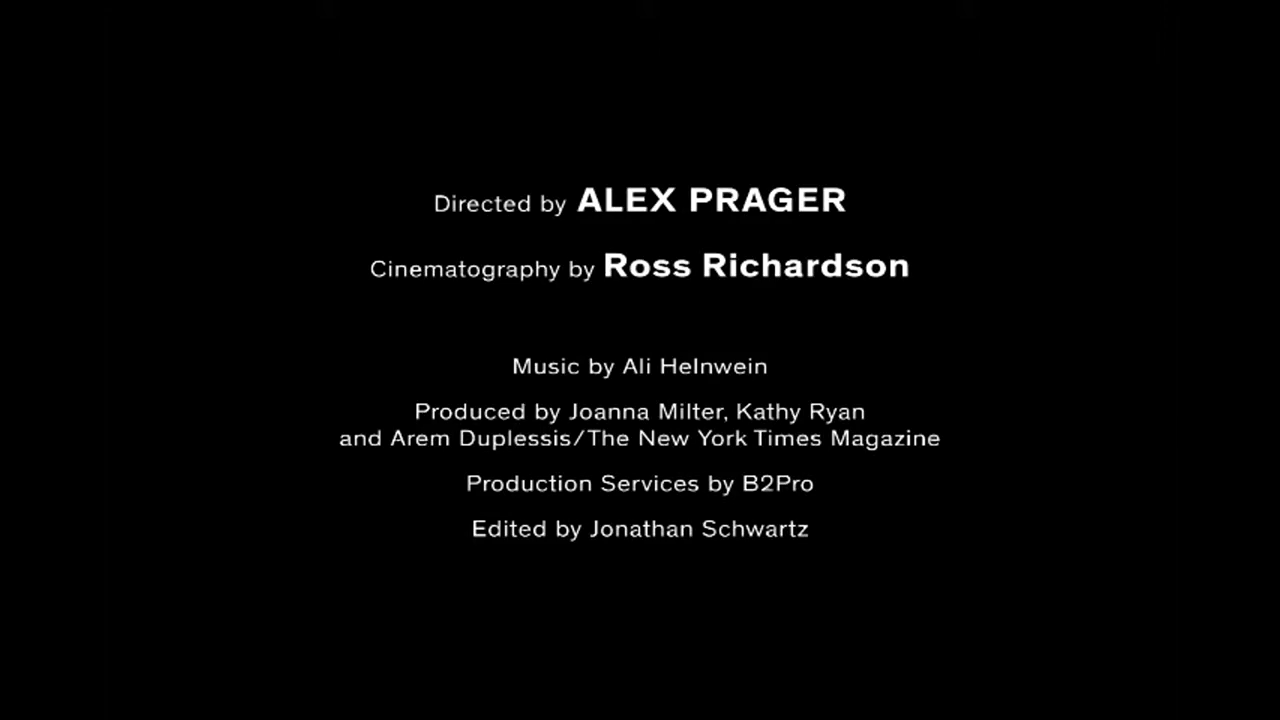 Directed by ALEX PRAGER
Cinematography by Ross Richardson
Music by Ali Helnwein
Produced by Joanna Milter, Kathy Ryan
and Arem Duplessis/The New York Times Magazine
Production Services by B2Pro
Edited by Jonathan Schwartz